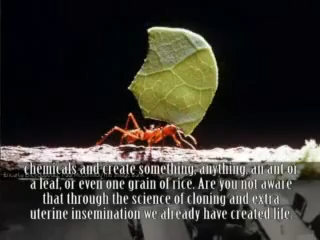 chemicals and create something, anything, an ant or
a leaf, or even one grain of rice. Are you not aware
that through the science of cloning and extra
uterine insemination we already have created life